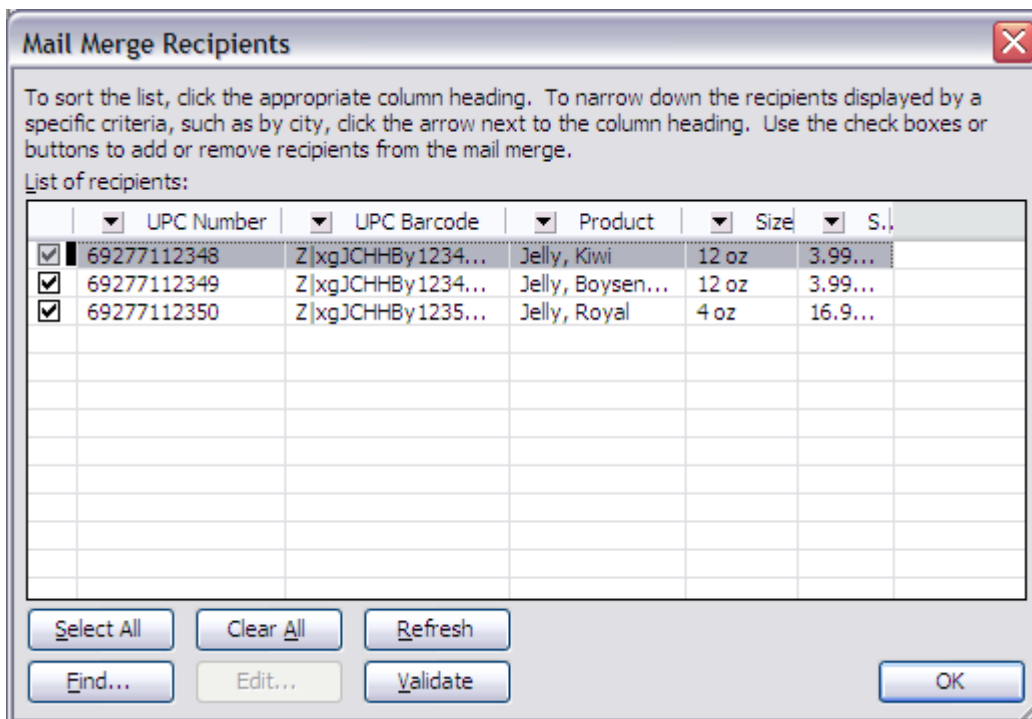 Mail Merge Recipients
To sort the list, click the appropriate column heading. To narrow down the recipients displayed by a
specific criteria, such as by city, click the arrow next to the column heading. Use the check boxes or
buttons to add or remove recipients from the mail merge.
List of recipients:
UPC Number UPC Barcode Product Size S..
69277112348 Z|xgJCHHBy1234... Jelly, Kiwi 12 oz 3.99...
69277112349 Z|xgJCHHBy1234... Jelly, Boysen... 12 oz 3.99...
69277112350 Z|xgJCHHBy1235... Jelly, Royal 4 oz 16.9...
Select All Clear All Refresh
Find... Edit... Validate OK